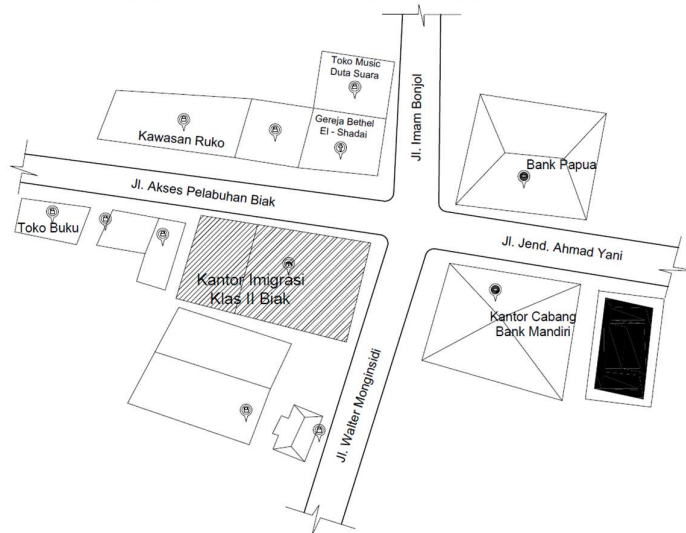 Toko Music
Duta Suara
Gereja Bethel
El - Shadai
Kawasan Ruko
Jl. Imam Bonjol
Bank Papua
Jl. Akses Pelabuhan Biak
Toko Buku
Jl. Jend. Ahmad Yani
Kantor Imigrasi
Klas II Biak
Kantor Cabang
Bank Mandiri
Jl. Walter Monginsidi